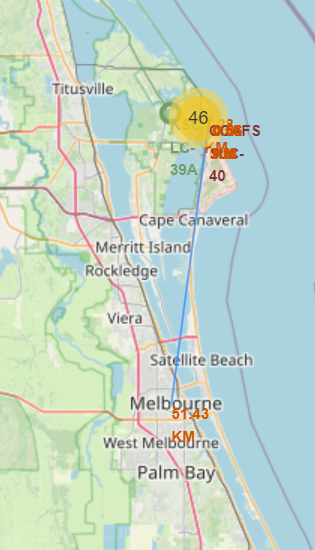 Titusville
46
LC-
39A
40
Cape Canaveral
Merritt Island
Rockledge
Viera
Satellite Beach
Melbourne
51.43
KM
West Melbourne
Palm Bay